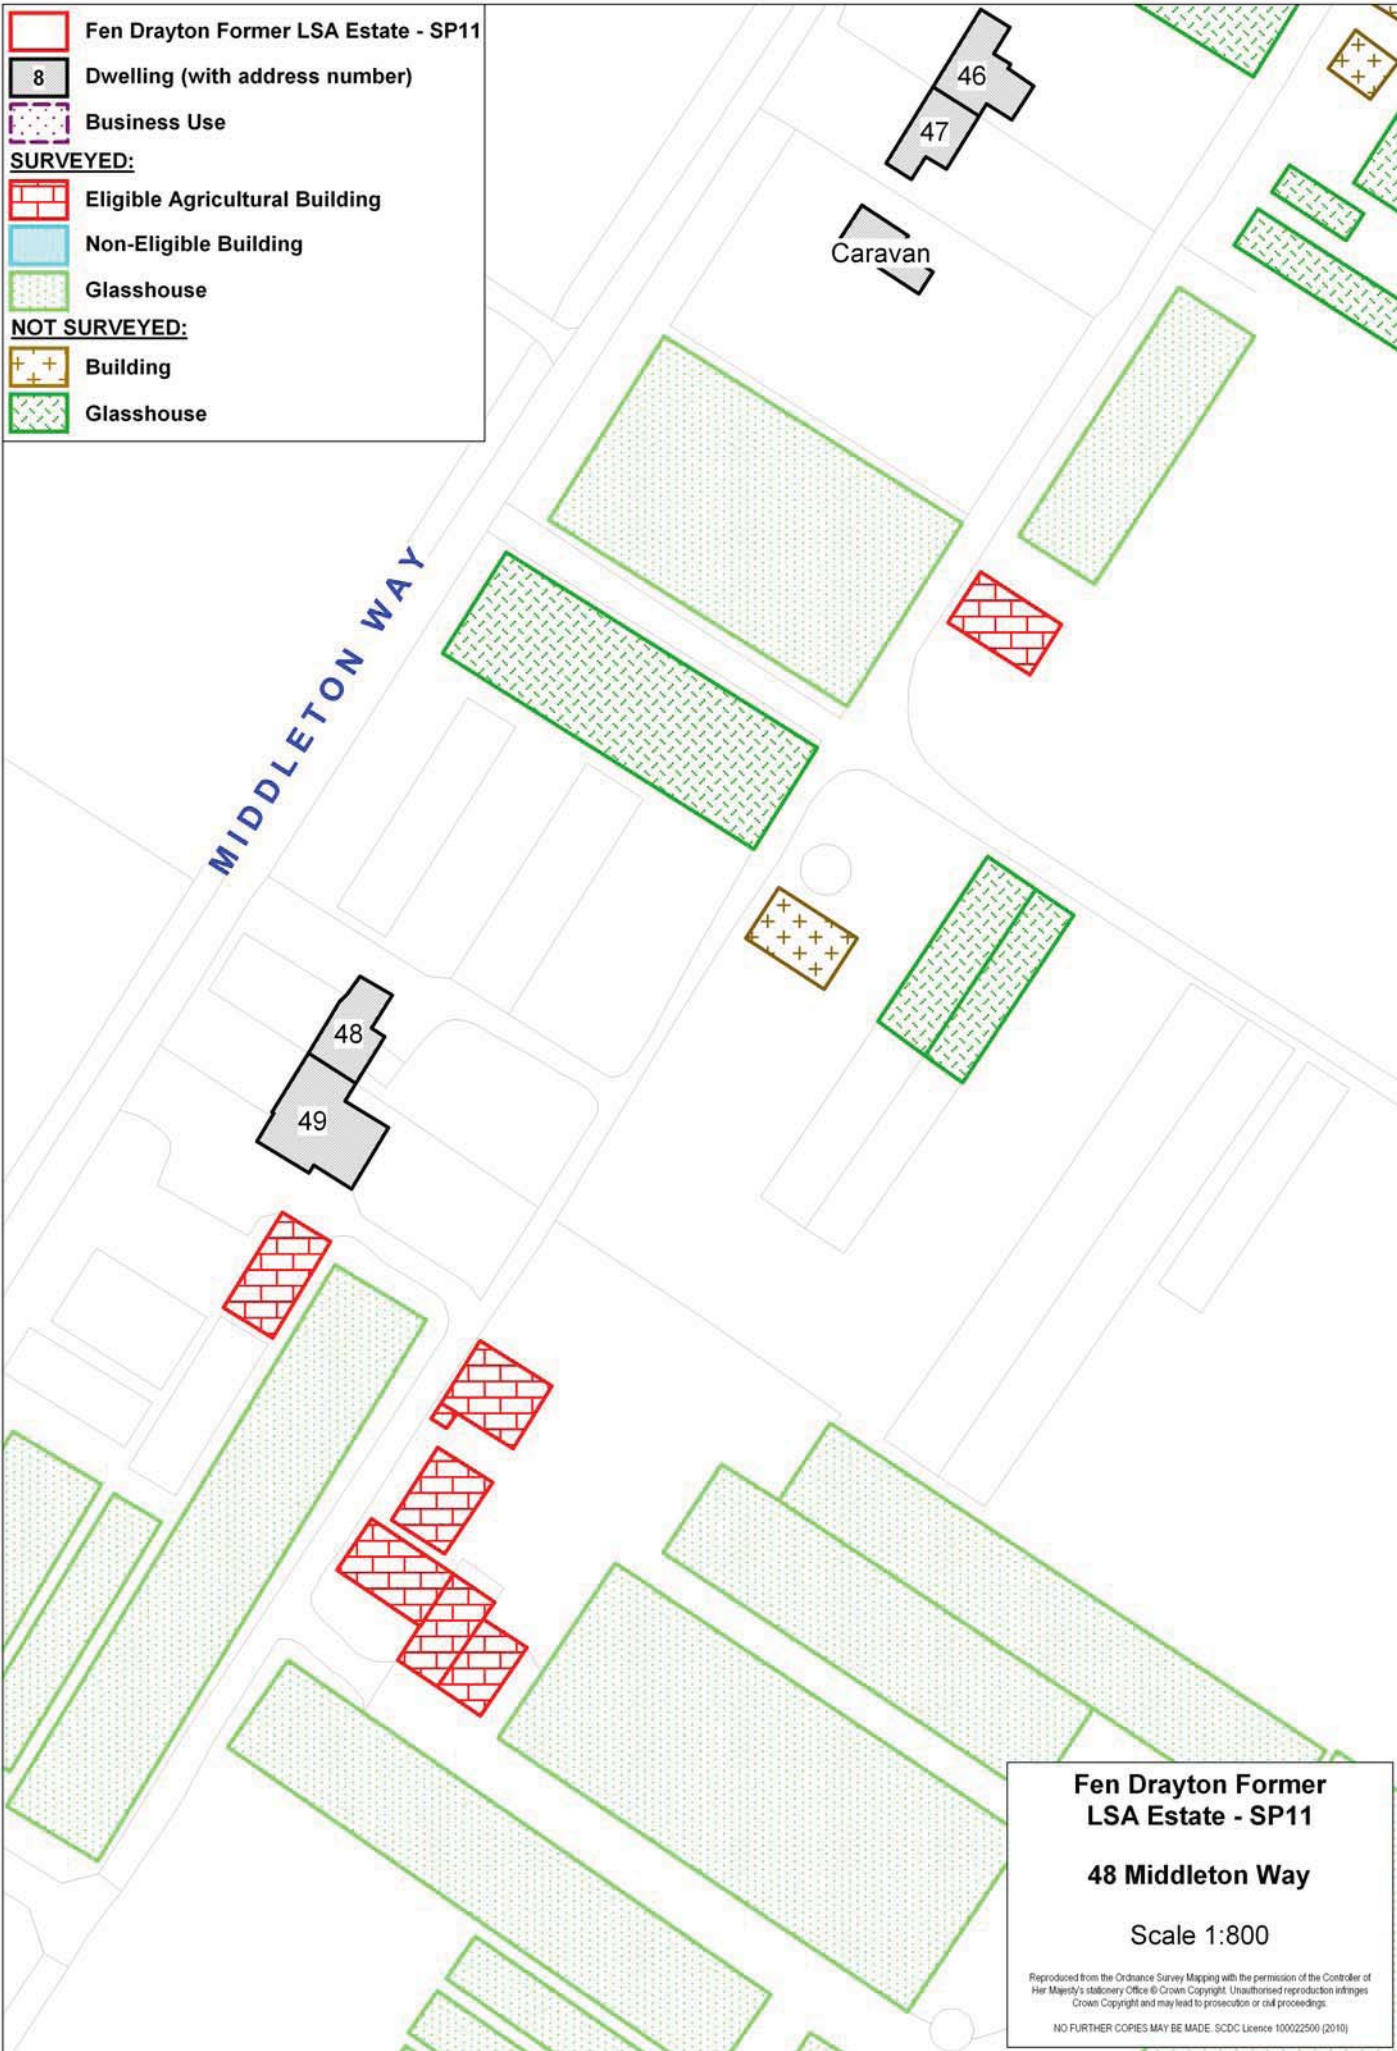 Fen Drayton Former LSA Estate - SP11
8 Dwelling (with address number)
Business Use
SURVEYED:
Eligible Agricultural Building
Non-Eligible Building
Glasshouse
NOT SURVEYED:
Building
Glasshouse
46
47
Caravan
MIDDLETON WAY
48
49
Fen Drayton Former
LSA Estate - SP11
48 Middleton Way
Scale 1:800
Reproduced from the Ordnance Survey Mapping with the permission of the Controller of
Her Majesty's stationery Office © Crown Copyright. Unauthorised reproduction infringes
Crown Copyright and may lead to prosecution or civil proceedings.
NO FURTHER COPIES MAY BE MADE. SCDC Licence 100022500 (2010)